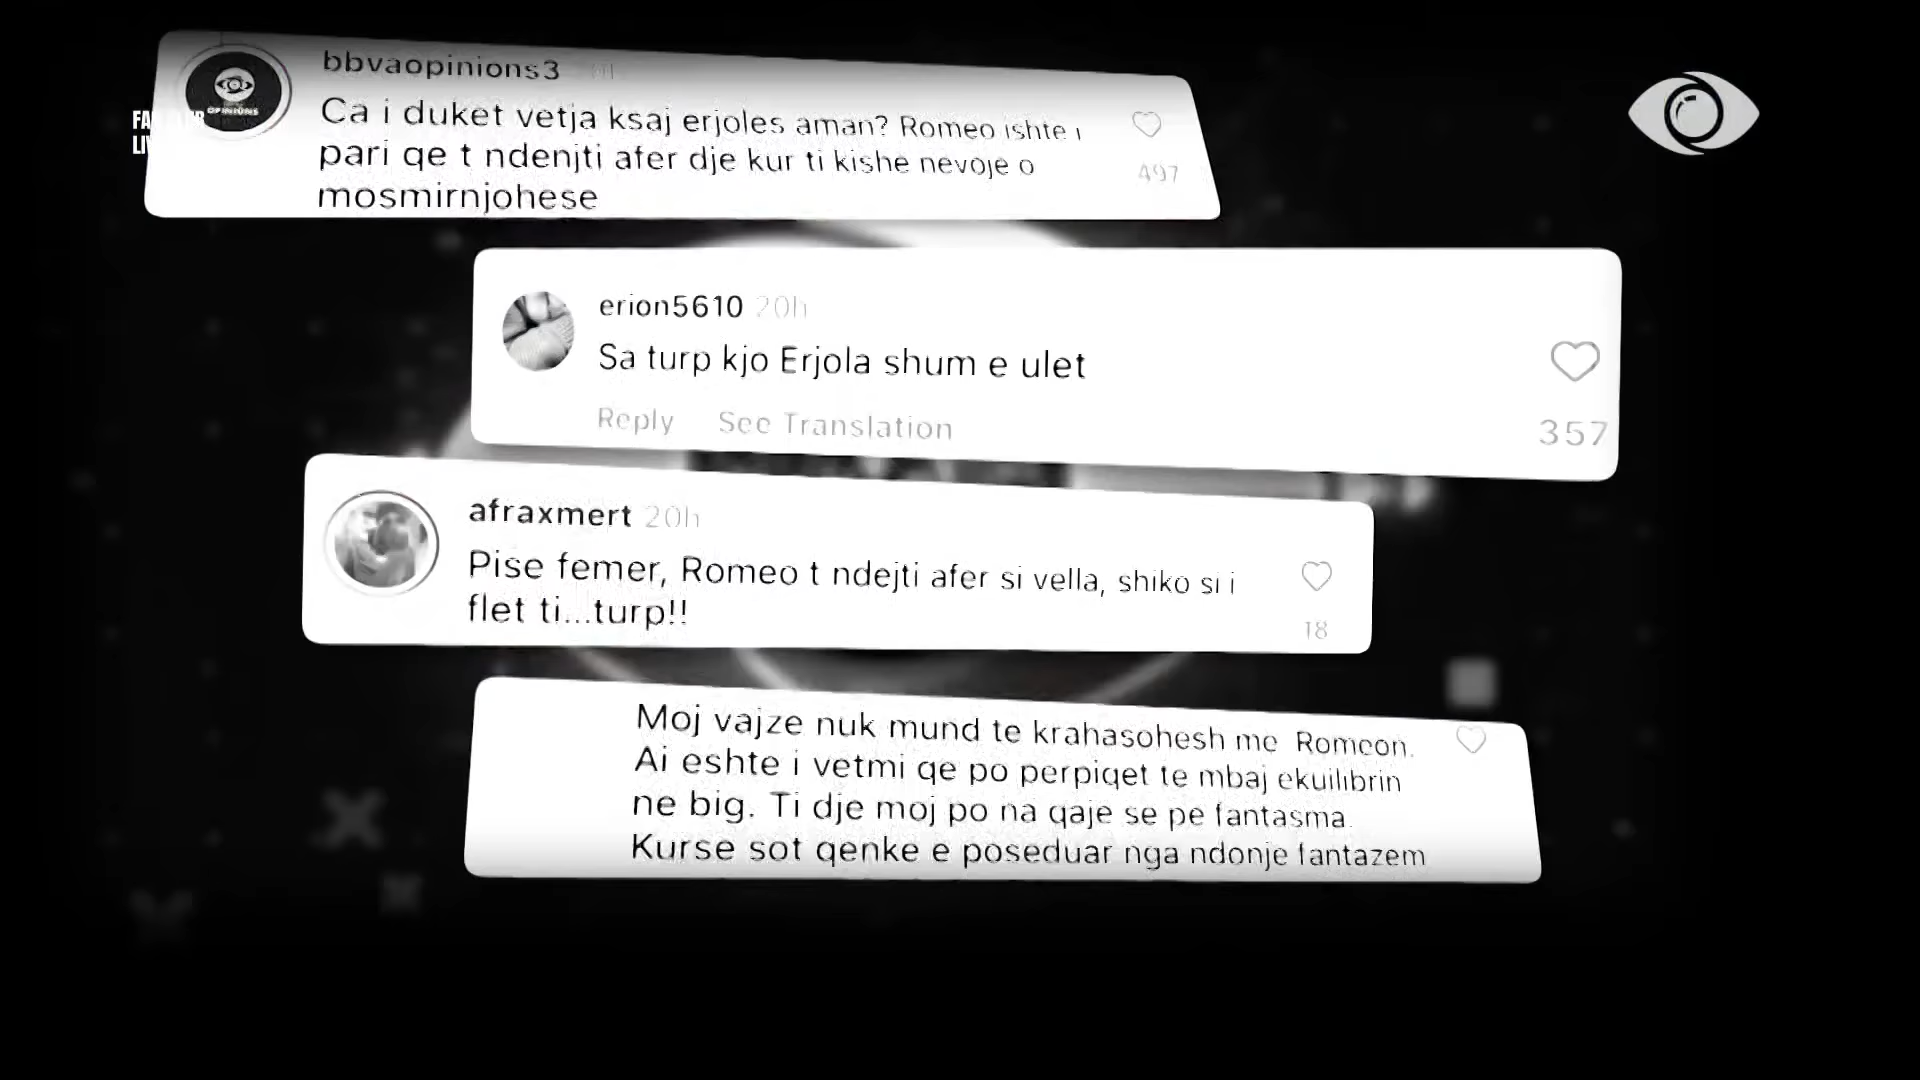 bbvaopinions3
Ca i duket vetja ksaj erjoles aman? Romeo ishte i
pari qe t ndenjti afer dje kur ti kishe nevoje o
mosmirnjohese
497
OPINIONS
erion5610 20h
Sa turp kjo Erjola shum e ulet
Reply See Translation
357
afraxmert 20h
Pise femer, Romeo t ndejti afer si vella, shiko si i
flet ti...turp!!
18
Moj vajze nuk mund te krahasohesh me Romeon.
Ai eshte i vetmi qe po perpiqet te mbaj ekuilibrin
ne big. Ti dje moj po na qaje se pe fantasma.
Kurse sot qenke e poseduar nga ndonje fantazem